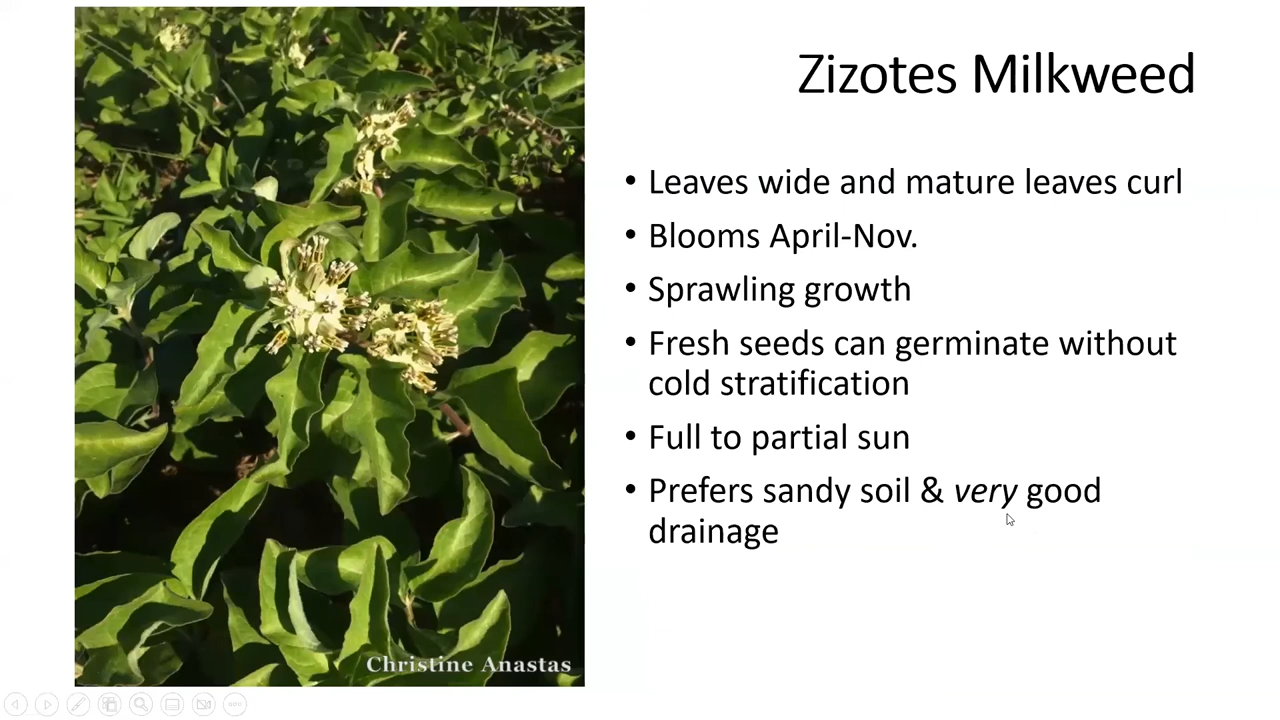 Zizotes Milkweed
• Leaves wide and mature leaves curl
• Blooms April-Nov.
• Sprawling growth
• Fresh seeds can germinate without
cold stratification
• Full to partial sun
• Prefers sandy soil & very good
drainage
Christine Anastas